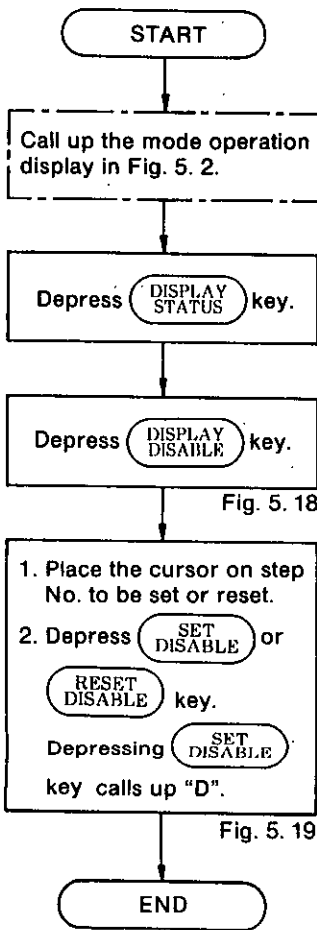 START
Call up the mode operation
display in Fig. 5. 2.
Depress DISPLAY STATUS key.
Depress DISPLAY DISABLE key.
Fig. 5. 18
1. Place the cursor on step
No. to be set or reset.
2. Depress SET DISABLE or
RESET DISABLE key.
Depressing SET DISABLE
key calls up “D”.
Fig. 5. 19
END